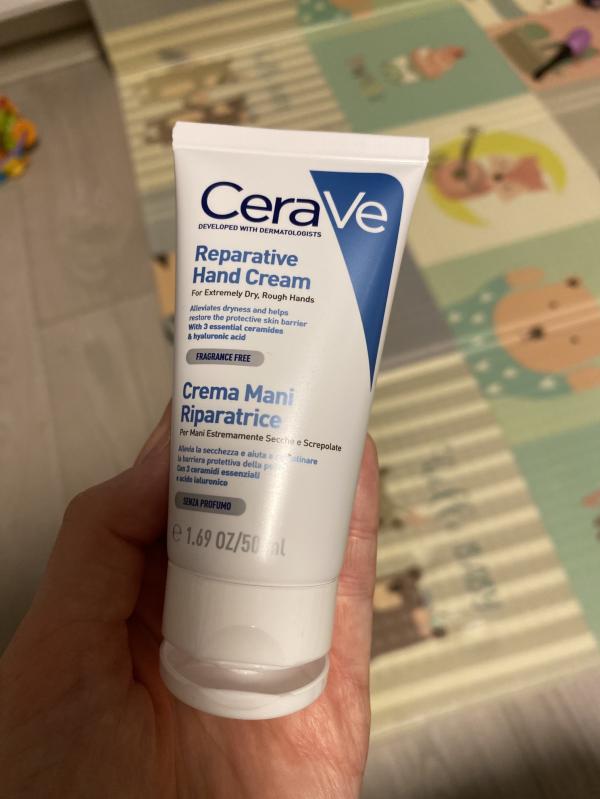 CeraVe
DEVELOPED WITH DERMATOLOGISTS
Reparative
Hand Cream
For Extremely Dry, Rough Hands
Alleviates dryness and helps
restore the protective skin barrier
With 3 essential ceramides
& hyaluronic acid
FRAGRANCE FREE
Crema Mani
Riparatrice
Per Mani Estremamente Secche e Screpolate
Allevia la secchezza e aiuta a
la barriera protettiva della
Con 3 ceramidi essenziali
e acido ialuronico
SENZA PROFUMO
℮ 1.69 OZ/50 ml